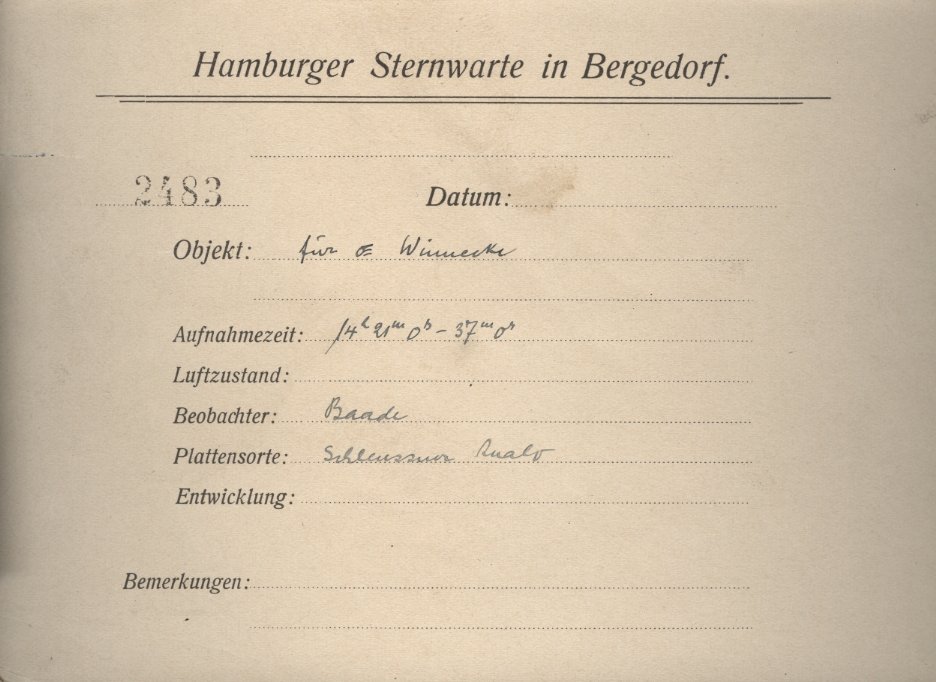 Hamburger Sternwarte in Bergedorf.
2483 Datum:
Objekt: für Winnecke
Aufnahmezeit: 14h 21m 0s - 37m 0s
Luftzustand:
Beobachter: Baade
Plattensorte: Schleussner
Entwicklung:
Bemerkungen: